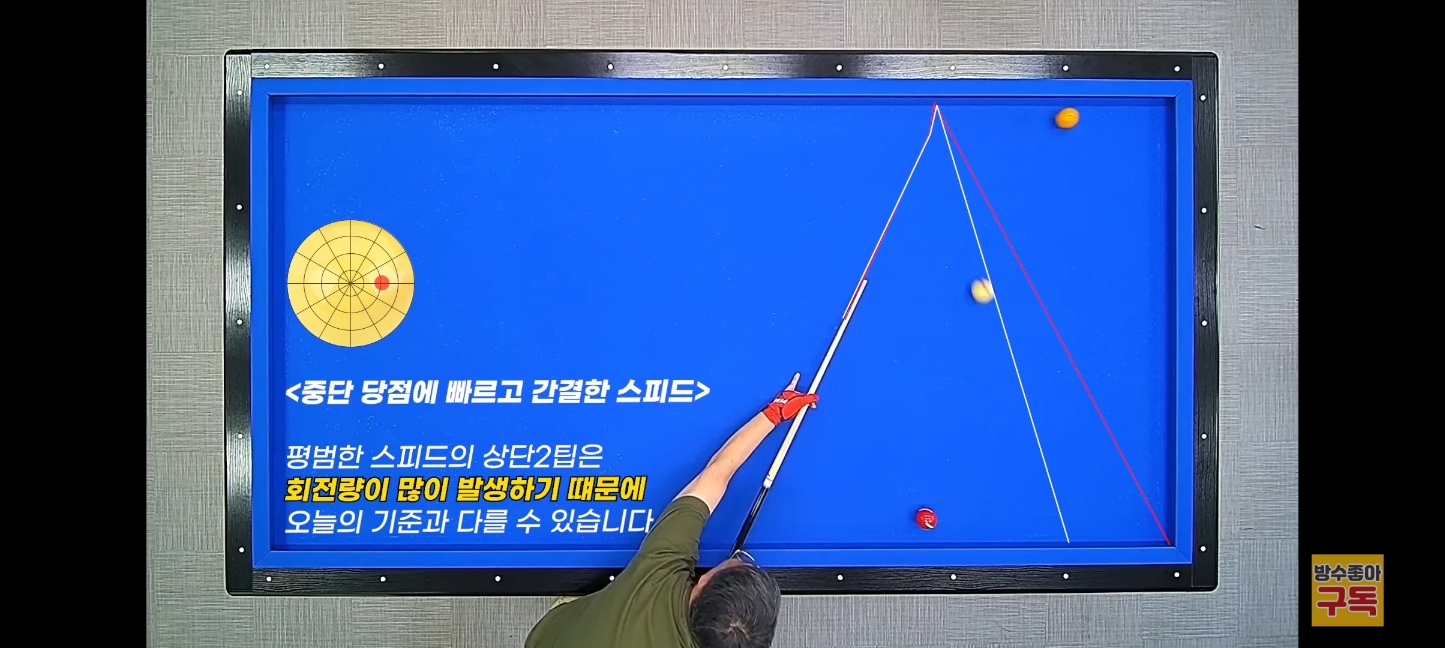 <중단 당점에 빠르고 간결한 스피드>
평범한 스피드의 상단2팁은
회전량이 많이 발생하기 떄문에
오늘의 기준과 다를 수 있습니다
방수좋아
구독